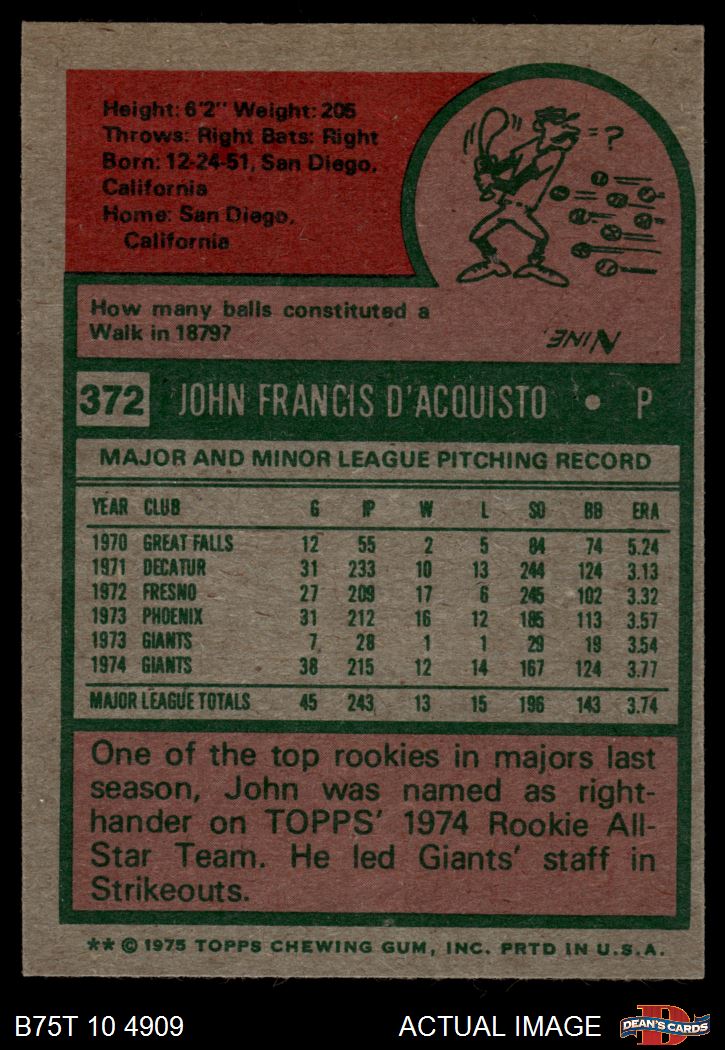 Height: 6'2" Weight: 205
Throws: Right Bats: Right
Born: 12-24-51, San Diego,
California
Home: San Diego,
California
= ?
How many balls constituted a
Walk in 1879?
NINE.
372 JOHN FRANCIS D'ACQUISTO • P
MAJOR AND MINOR LEAGUE PITCHING RECORD
YEAR CLUB G IP W L SO BB ERA
1970 GREAT FALLS 12 55 2 5 84 74 5.24
1971 DECATUR 31 233 10 13 244 124 3.13
1972 FRESNO 27 209 17 6 245 102 3.32
1973 PHOENIX 31 212 16 12 185 113 3.57
1973 GIANTS 7 28 1 1 29 19 3.54
1974 GIANTS 38 215 12 14 167 124 3.77
MAJOR LEAGUE TOTALS 45 243 13 15 196 143 3.74
One of the top rookies in majors last
season, John was named as right-
hander on TOPPS' 1974 Rookie All-
Star Team. He led Giants' staff in
Strikeouts.
** © 1975 TOPPS CHEWING GUM, INC. PRTD IN U.S.A.
B75T 10 4909 ACTUAL IMAGE D DEAN'S CARDS